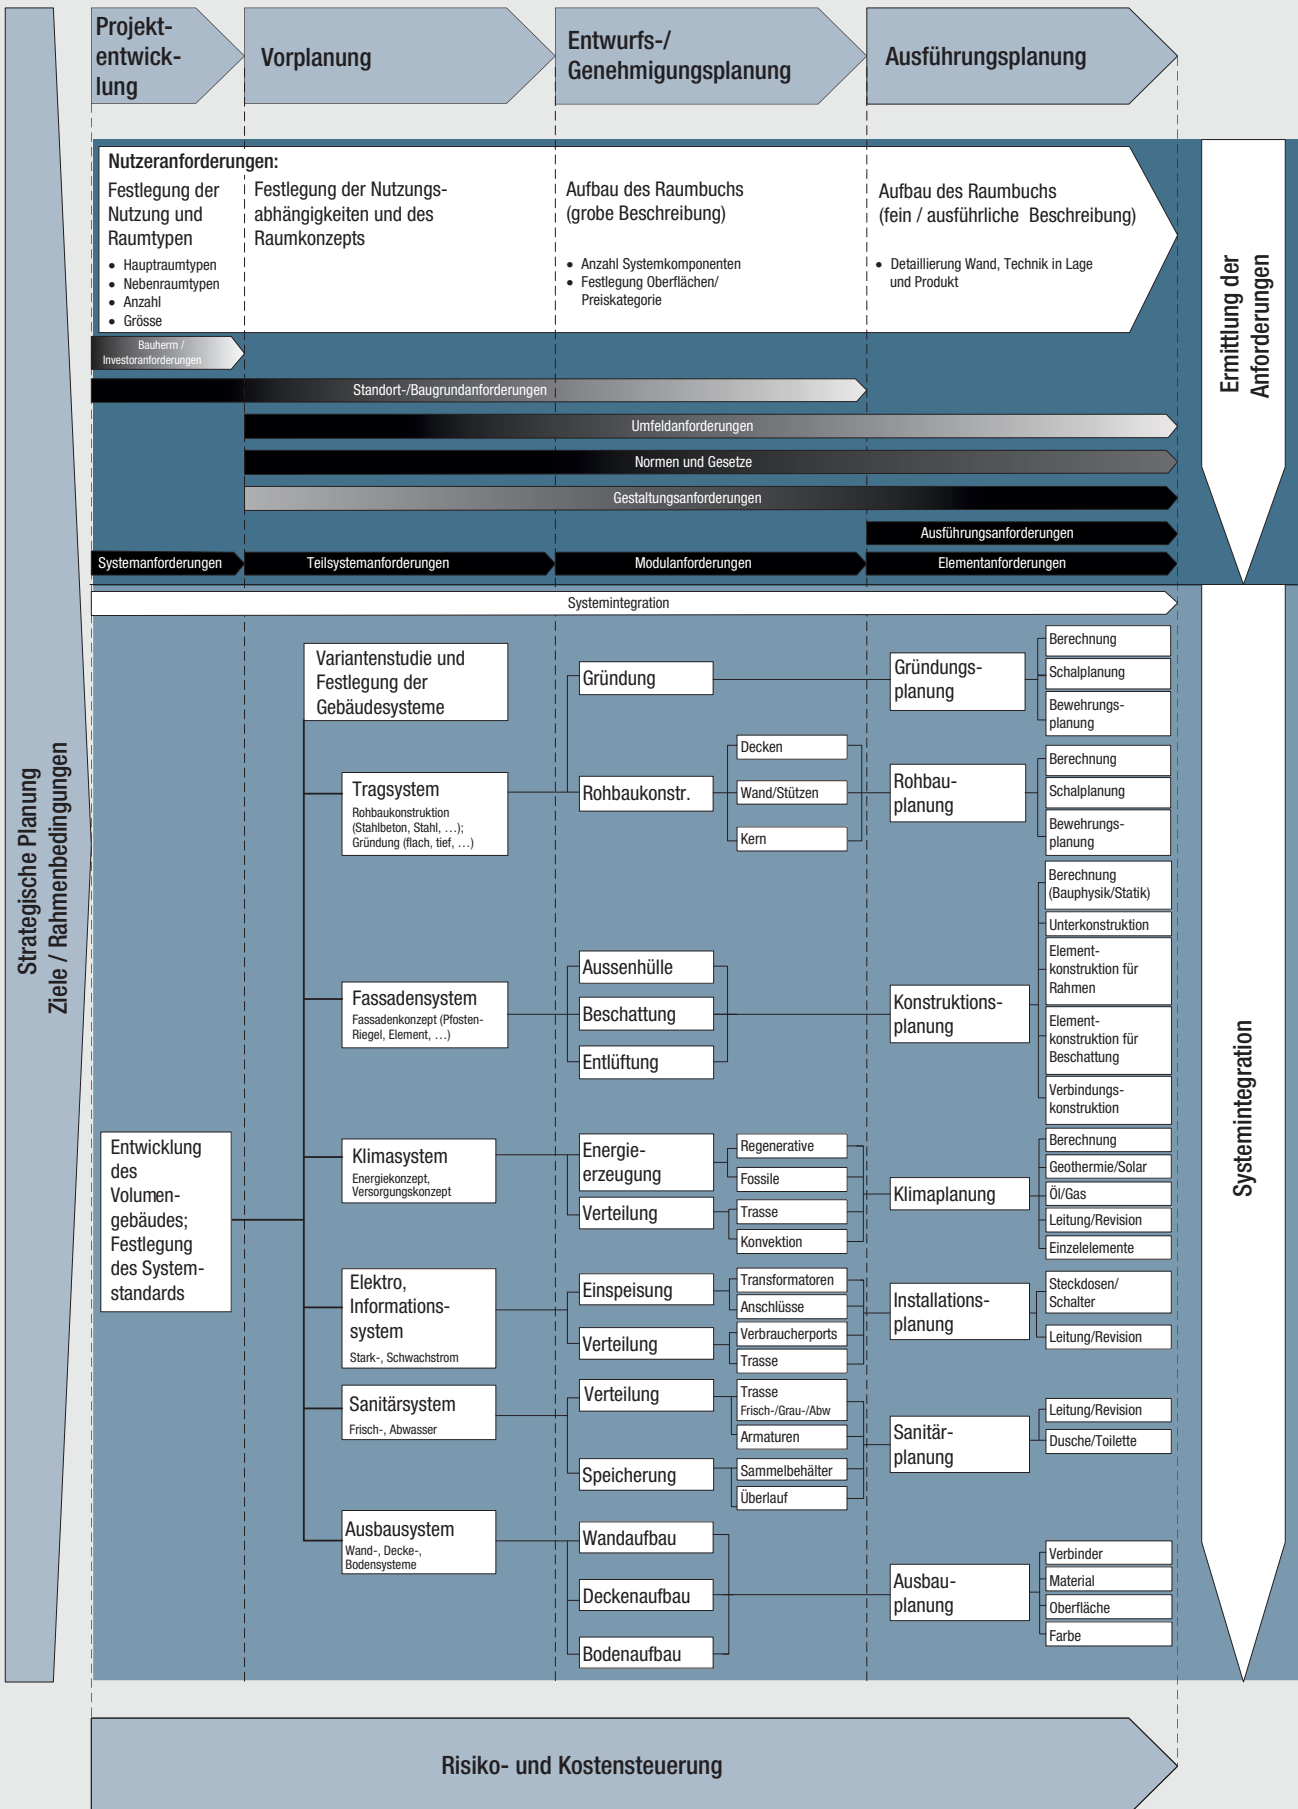 Projekt-
entwick-
lung
Vorplanung
Entwurfs-/
Genehmigungsplanung
Ausführungsplanung
Strategische Planung
Ziele / Rahmenbedingungen
Nutzeranforderungen:
Festlegung der
Nutzung und
Raumtypen
• Hauptraumtypen
• Nebenraumtypen
• Anzahl
• Grösse
Festlegung der Nutzungs-
abhängigkeiten und des
Raumkonzepts
Aufbau des Raumbuchs
(grobe Beschreibung)
• Anzahl Systemkomponenten
• Festlegung Oberflächen/
Preiskategorie
Aufbau des Raumbuchs
(fein / ausführliche Beschreibung)
• Detaillierung Wand, Technik in Lage
und Produkt
Ermittlung der
Anforderungen
Bauherrn /
Investoranforderungen
Standort-/Baugrundanforderungen
Umfeldanforderungen
Normen und Gesetze
Gestaltungsanforderungen
Ausführungsanforderungen
Systemanforderungen
Teilsystemanforderungen
Modulanforderungen
Elementanforderungen
Systemintegration
Systemintegration
Entwicklung
des
Volumen-
gebäudes;
Festlegung
des System-
standards
Variantenstudie und
Festlegung der
Gebäudesysteme
Tragsystem
Rohbaukonstruktion
(Stahlbeton, Stahl, …);
Gründung (flach, tief, …)
Gründung
Rohbaukonstr.
Decken
Wand/Stützen
Kern
Gründungs-
planung
Berechnung
Schalplanung
Bewehrungs-
planung
Rohbau-
planung
Berechnung
Schalplanung
Bewehrungs-
planung
Fassadensystem
Fassadenkonzept (Pfosten-
Riegel, Element, …)
Aussenhülle
Beschattung
Entlüftung
Konstruktions-
planung
Berechnung
(Bauphysik/Statik)
Unterkonstruktion
Element-
konstruktion für
Rahmen
Element-
konstruktion für
Beschattung
Verbindungs-
konstruktion
Klimasystem
Energiekonzept,
Versorgungskonzept
Energie-
erzeugung
Verteilung
Regenerative
Fossile
Trasse
Konvektion
Klimaplanung
Berechnung
Geothermie/Solar
Öl/Gas
Leitung/Revision
Einzelelemente
Elektro,
Informations-
system
Stark-, Schwachstrom
Einspeisung
Verteilung
Transformatoren
Anschlüsse
Verbraucherports
Trasse
Installations-
planung
Steckdosen/
Schalter
Leitung/Revision
Sanitärsystem
Frisch-, Abwasser
Verteilung
Speicherung
Trasse
Frisch-/Grau-/Abw
Armaturen
Sammelbehälter
Überlauf
Sanitär-
planung
Leitung/Revision
Dusche/Toilette
Ausbausystem
Wand-, Decke-,
Bodensysteme
Wandaufbau
Deckenaufbau
Bodenaufbau
Ausbau-
planung
Verbinder
Material
Oberfläche
Farbe
Risiko- und Kostensteuerung